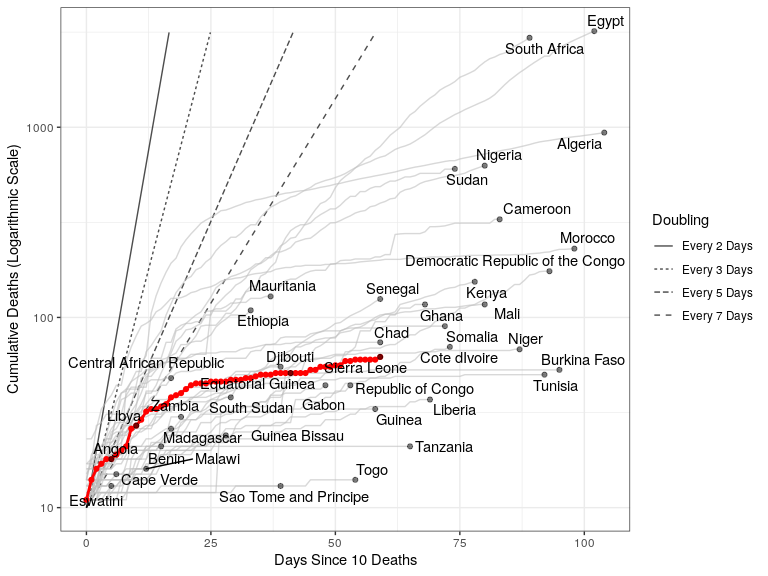 Egypt
South Africa
1000
Algeria
Nigeria
Sudan
Cameroon
Morocco
Democratic Republic of the Congo
Mauritania
Senegal
Kenya
Ethiopia
Ghana
Mali
100
Chad
Somalia
Niger
Central African Republic
Djibouti
Cote dIvoire
Burkina Faso
Sierra Leone
Equatorial Guinea
Republic of Congo
Tunisia
Libya
Zambia
South Sudan
Gabon
Liberia
Guinea
Madagascar
Guinea Bissau
Angola
Tanzania
Benin
Malawi
Togo
Cape Verde
Sao Tome and Principe
Eswatini
10
0
25
50
75
100
Days Since 10 Deaths
Cumulative Deaths (Logarithmic Scale)
Doubling
Every 2 Days
Every 3 Days
Every 5 Days
Every 7 Days